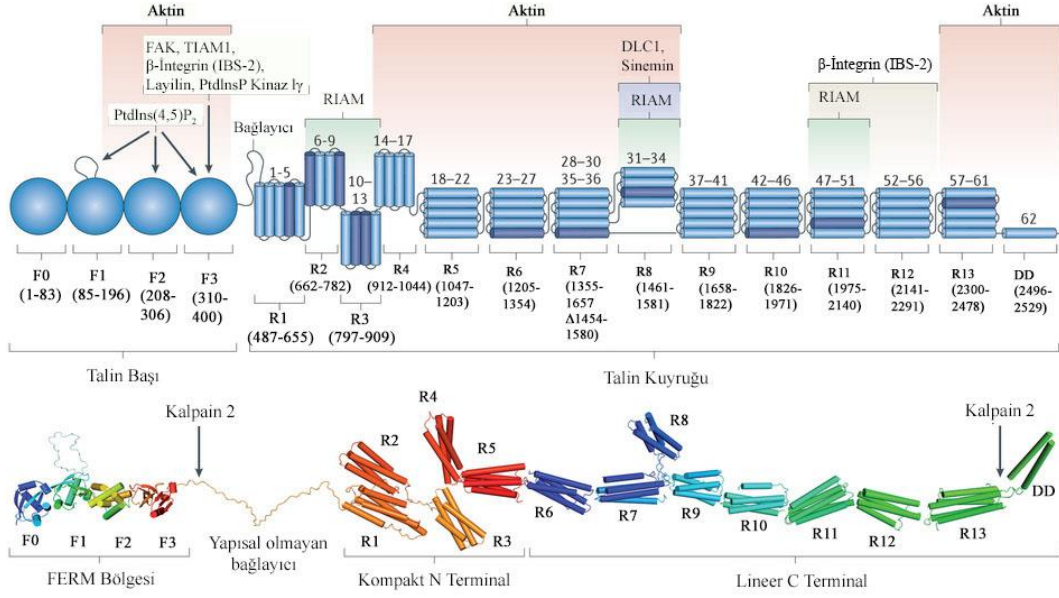 Aktin
Aktin
Aktin
FAK, TIAM1,
β-İntegrin (IBS-2),
Layilin, PtdlnsP Kinaz lγ
PtdIns(4,5)P₂
Bağlayıcı
RIAM
DLC1,
Sinemin
RIAM
β-İntegrin (IBS-2)
RIAM
1-5
6-9
10–
13
14–17
18–22
23–27
28–30
35–36
31–34
37–41
42–46
47–51
52–56
57–61
62
F0
(1-83)
F1
(85-196)
F2
(208-
306)
F3
(310-
400)
R1
(487-655)
R2
(662-782)
R3
(797-909)
R4
(912-1044)
R5
(1047-
1203)
R6
(1205-
1354)
R7
(1355-
1657
Δ1454-
1580)
R8
(1461-
1581)
R9
(1658-
1822)
R10
(1826-
1971)
R11
(1975-
2140)
R12
(2141-
2291)
R13
(2300-
2478)
DD
(2496-
2529)
Talin Başı
Talin Kuyruğu
Kalpain 2
Kalpain 2
F0
F1
F2
F3
R1
R2
R3
R4
R5
R6
R7
R8
R9
R10
R11
R12
R13
DD
FERM Bölgesi
Yapısal olmayan
bağlayıcı
Kompakt N Terminal
Lineer C Terminal